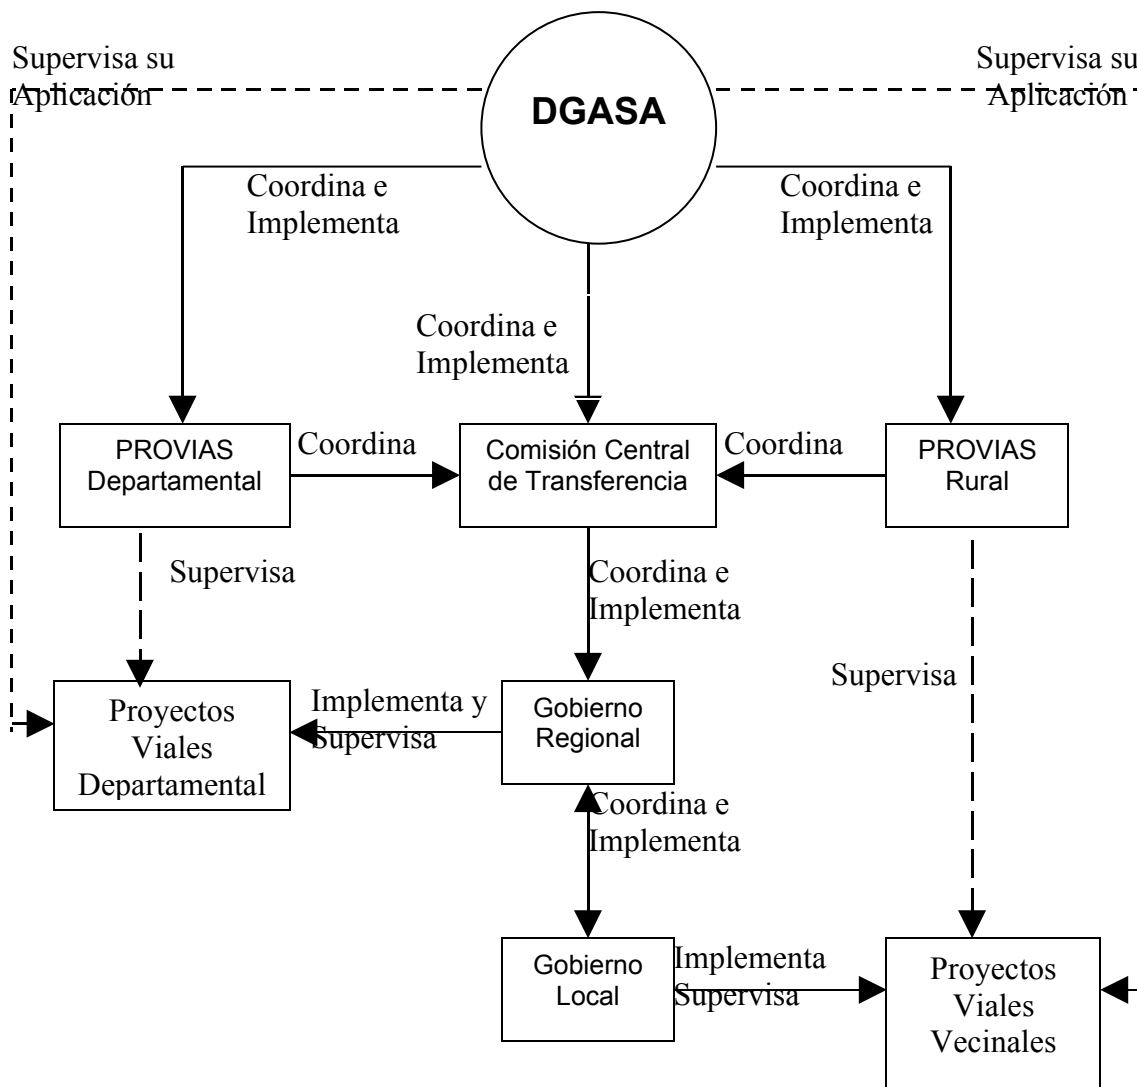 Supervisa su
Aplicación
Supervisa su
Aplicación
DGASA
Coordina e
Implementa
Coordina e
Implementa
Coordina e
Implementa
PROVIAS
Departamental
Coordina
Comisión Central
de Transferencia
Coordina
PROVIAS
Rural
Supervisa
Coordina e
Implementa
Supervisa
Proyectos
Viales
Departamental
Implementa y
Supervisa
Gobierno
Regional
Coordina e
Implementa
Gobierno
Local
Implementa
Supervisa
Proyectos
Viales
Vecinales